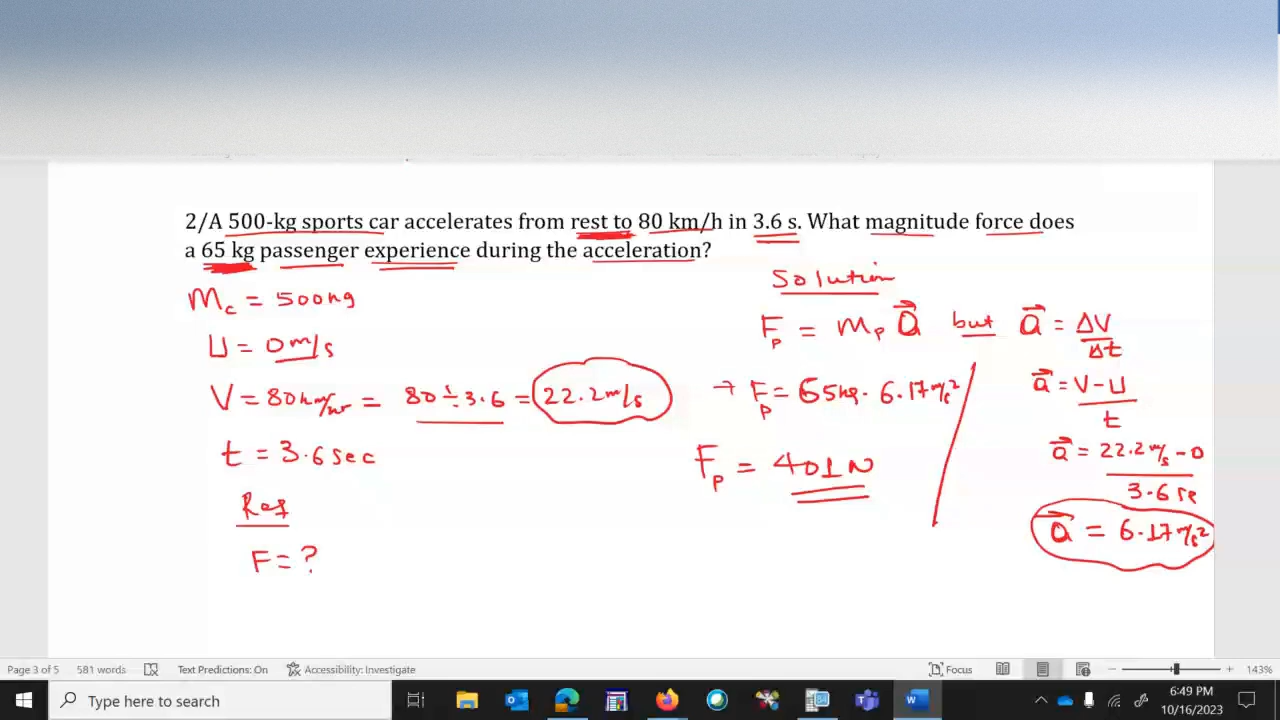 2/A 500-kg sports car accelerates from rest to 80 km/h in 3.6 s. What magnitude force does
a 65 kg passenger experience during the acceleration?
Solution
Mc = 500kg
Fp = mp a⃗ but a⃗ = ΔV/Δt
U = 0m/s
a⃗ = V-U/t
V = 80km/hr = 80÷3.6 = 22.2m/s
→ Fp = 65kg. 6.17m/s²
t = 3.6sec
a⃗ = 22.2m/s-0/3.6se
Fp = 401N
Req
a⃗ = 6.17m/s²
F = ?
Page 3 of 5 581 words Text Predictions: On Accessibility: Investigate Focus 143%
Type here to search
6:49 PM
10/16/2023